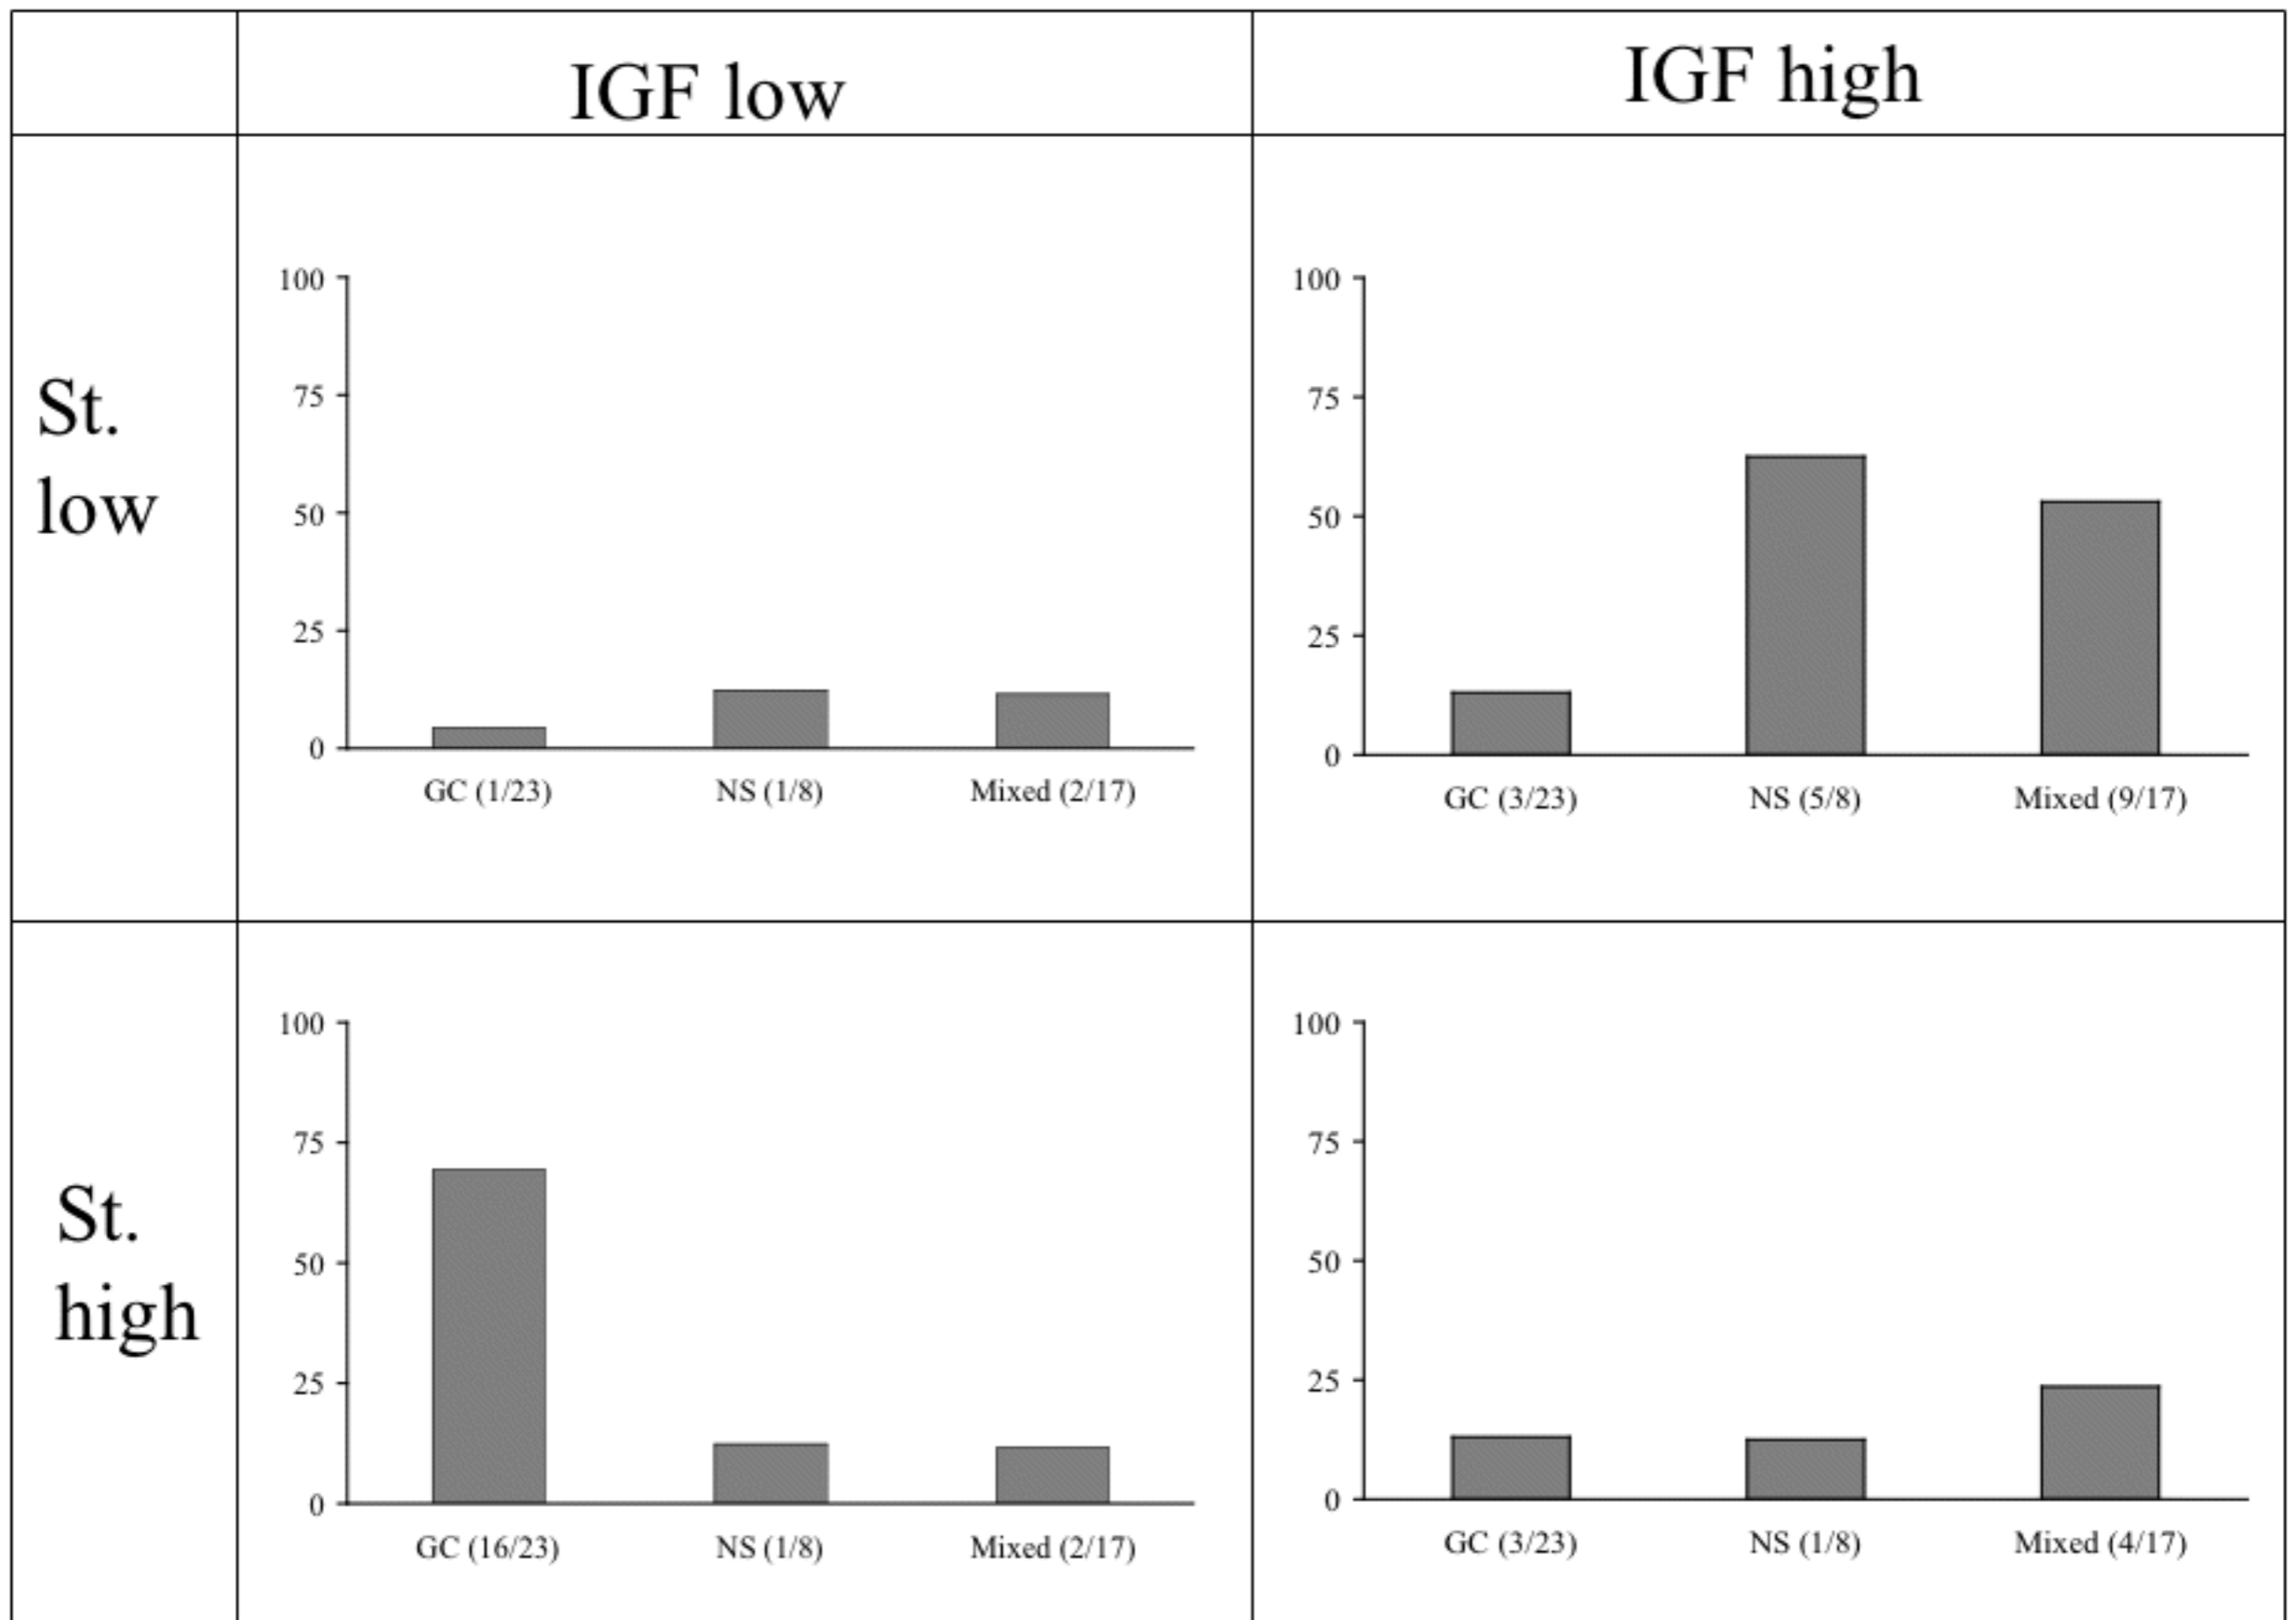 IGF low
IGF high
St.
low
100
75
50
25
0
GC (1/23) NS (1/8) Mixed (2/17)
100
75
50
25
0
GC (3/23) NS (5/8) Mixed (9/17)
St.
high
100
75
50
25
0
GC (16/23) NS (1/8) Mixed (2/17)
100
75
50
25
0
GC (3/23) NS (1/8) Mixed (4/17)